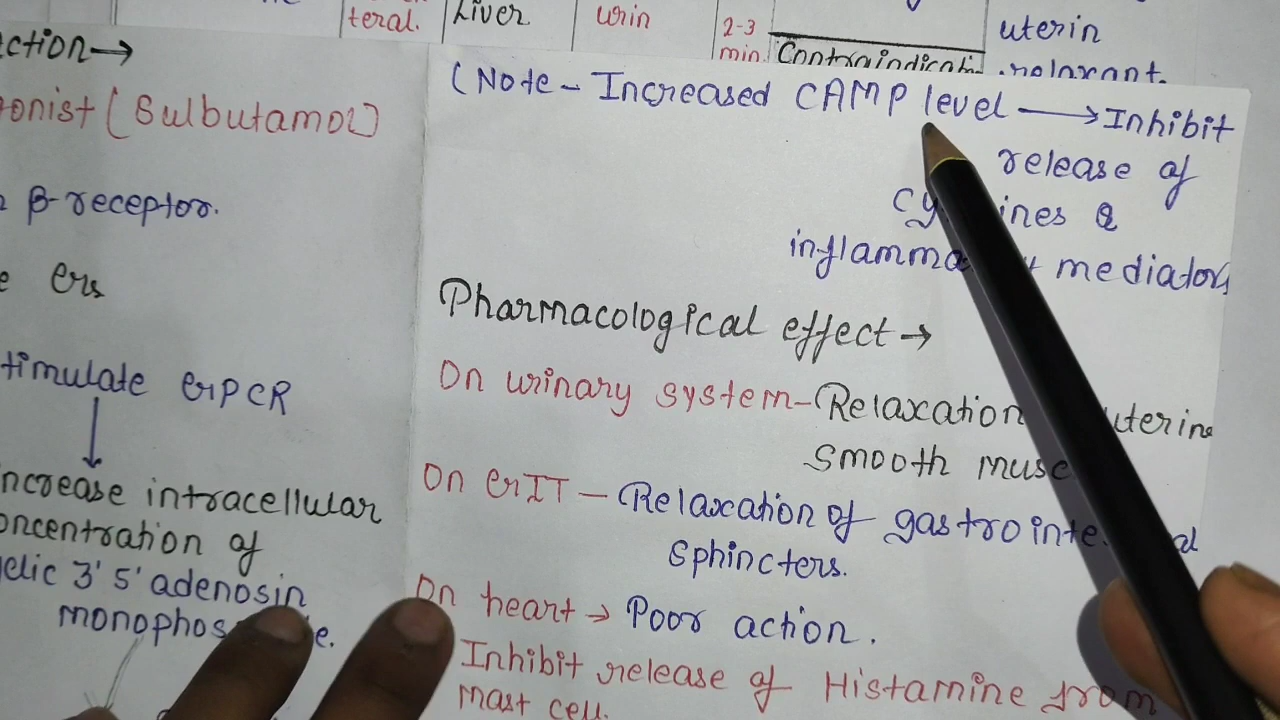 teral.
Liver
urin
2-3
min.
Contraindicati
uterin
relaxant.
ction→
onist (Sulbutamol)
β-receptor.
e Gs
timulate GPCR
ncrease intracellular
oncentration of
clic 3' 5' adenosin
monophos e.
(Note - Increased CAMP level → Inhibit
release of
Cy ines &
inflamma y mediators
Pharmacological effect →
On urinary system - Relaxation uterine
smooth musc
On GIT - Relaxation of gastrointe al
Sphincters.
On heart → Poor action.
Inhibit release of Histamine from
mast cell.